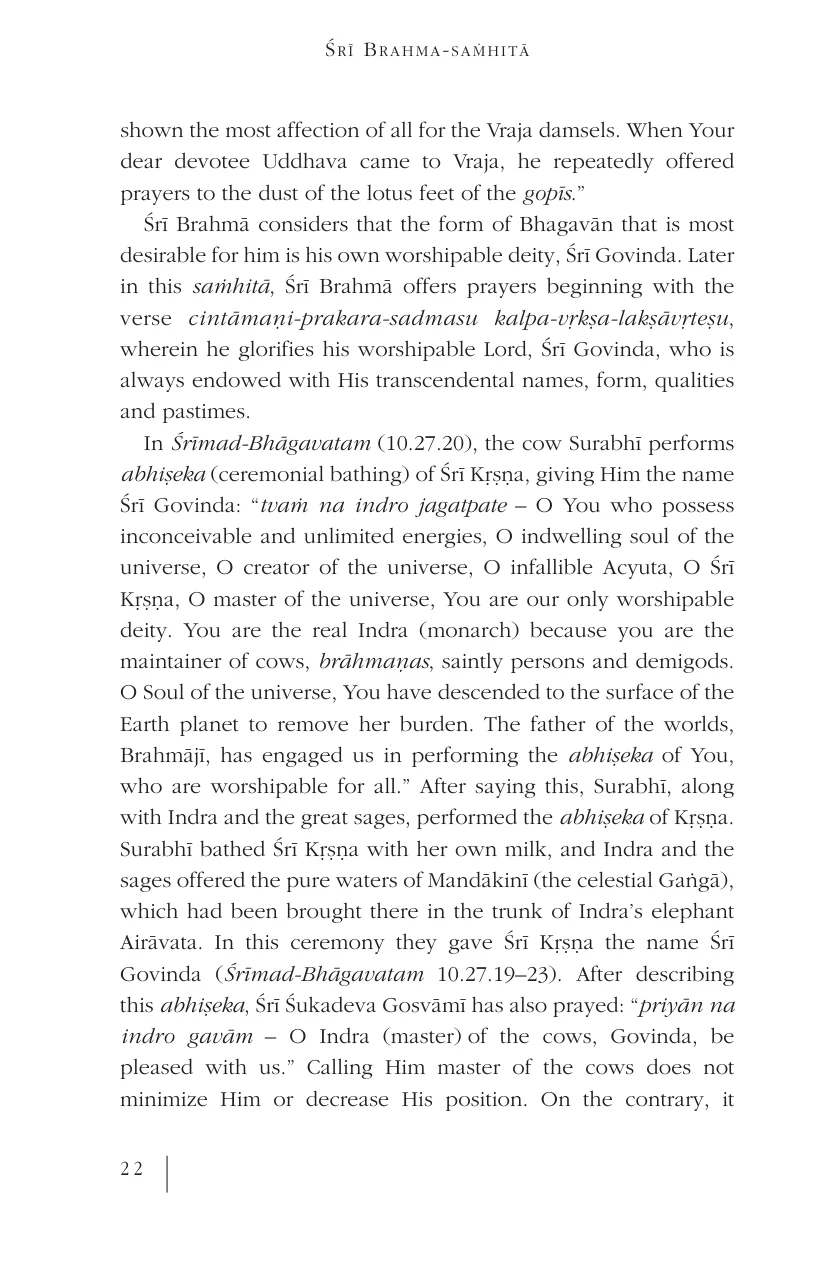 Śrī Brahma-saṁhitā
shown the most affection of all for the Vraja damsels. When Your
dear devotee Uddhava came to Vraja, he repeatedly offered
prayers to the dust of the lotus feet of the gopīs.”
Śrī Brahmā considers that the form of Bhagavān that is most
desirable for him is his own worshipable deity, Śrī Govinda. Later
in this saṁhitā, Śrī Brahmā offers prayers beginning with the
verse cintāmaṇi-prakara-sadmasu kalpa-vṛkṣa-lakṣāvṛteṣu,
wherein he glorifies his worshipable Lord, Śrī Govinda, who is
always endowed with His transcendental names, form, qualities
and pastimes.
In Śrīmad-Bhāgavatam (10.27.20), the cow Surabhī performs
abhiṣeka (ceremonial bathing) of Śrī Kṛṣṇa, giving Him the name
Śrī Govinda: “tvaṁ na indro jagatpate – O You who possess
inconceivable and unlimited energies, O indwelling soul of the
universe, O creator of the universe, O infallible Acyuta, O Śrī
Kṛṣṇa, O master of the universe, You are our only worshipable
deity. You are the real Indra (monarch) because you are the
maintainer of cows, brāhmaṇas, saintly persons and demigods.
O Soul of the universe, You have descended to the surface of the
Earth planet to remove her burden. The father of the worlds,
Brahmājī, has engaged us in performing the abhiṣeka of You,
who are worshipable for all.” After saying this, Surabhī, along
with Indra and the great sages, performed the abhiṣeka of Kṛṣṇa.
Surabhī bathed Śrī Kṛṣṇa with her own milk, and Indra and the
sages offered the pure waters of Mandākinī (the celestial Gaṅgā),
which had been brought there in the trunk of Indra’s elephant
Airāvata. In this ceremony they gave Śrī Kṛṣṇa the name Śrī
Govinda (Śrīmad-Bhāgavatam 10.27.19–23). After describing
this abhiṣeka, Śrī Śukadeva Gosvāmī has also prayed: “priyān na
indro gavām – O Indra (master) of the cows, Govinda, be
pleased with us.” Calling Him master of the cows does not
minimize Him or decrease His position. On the contrary, it
22